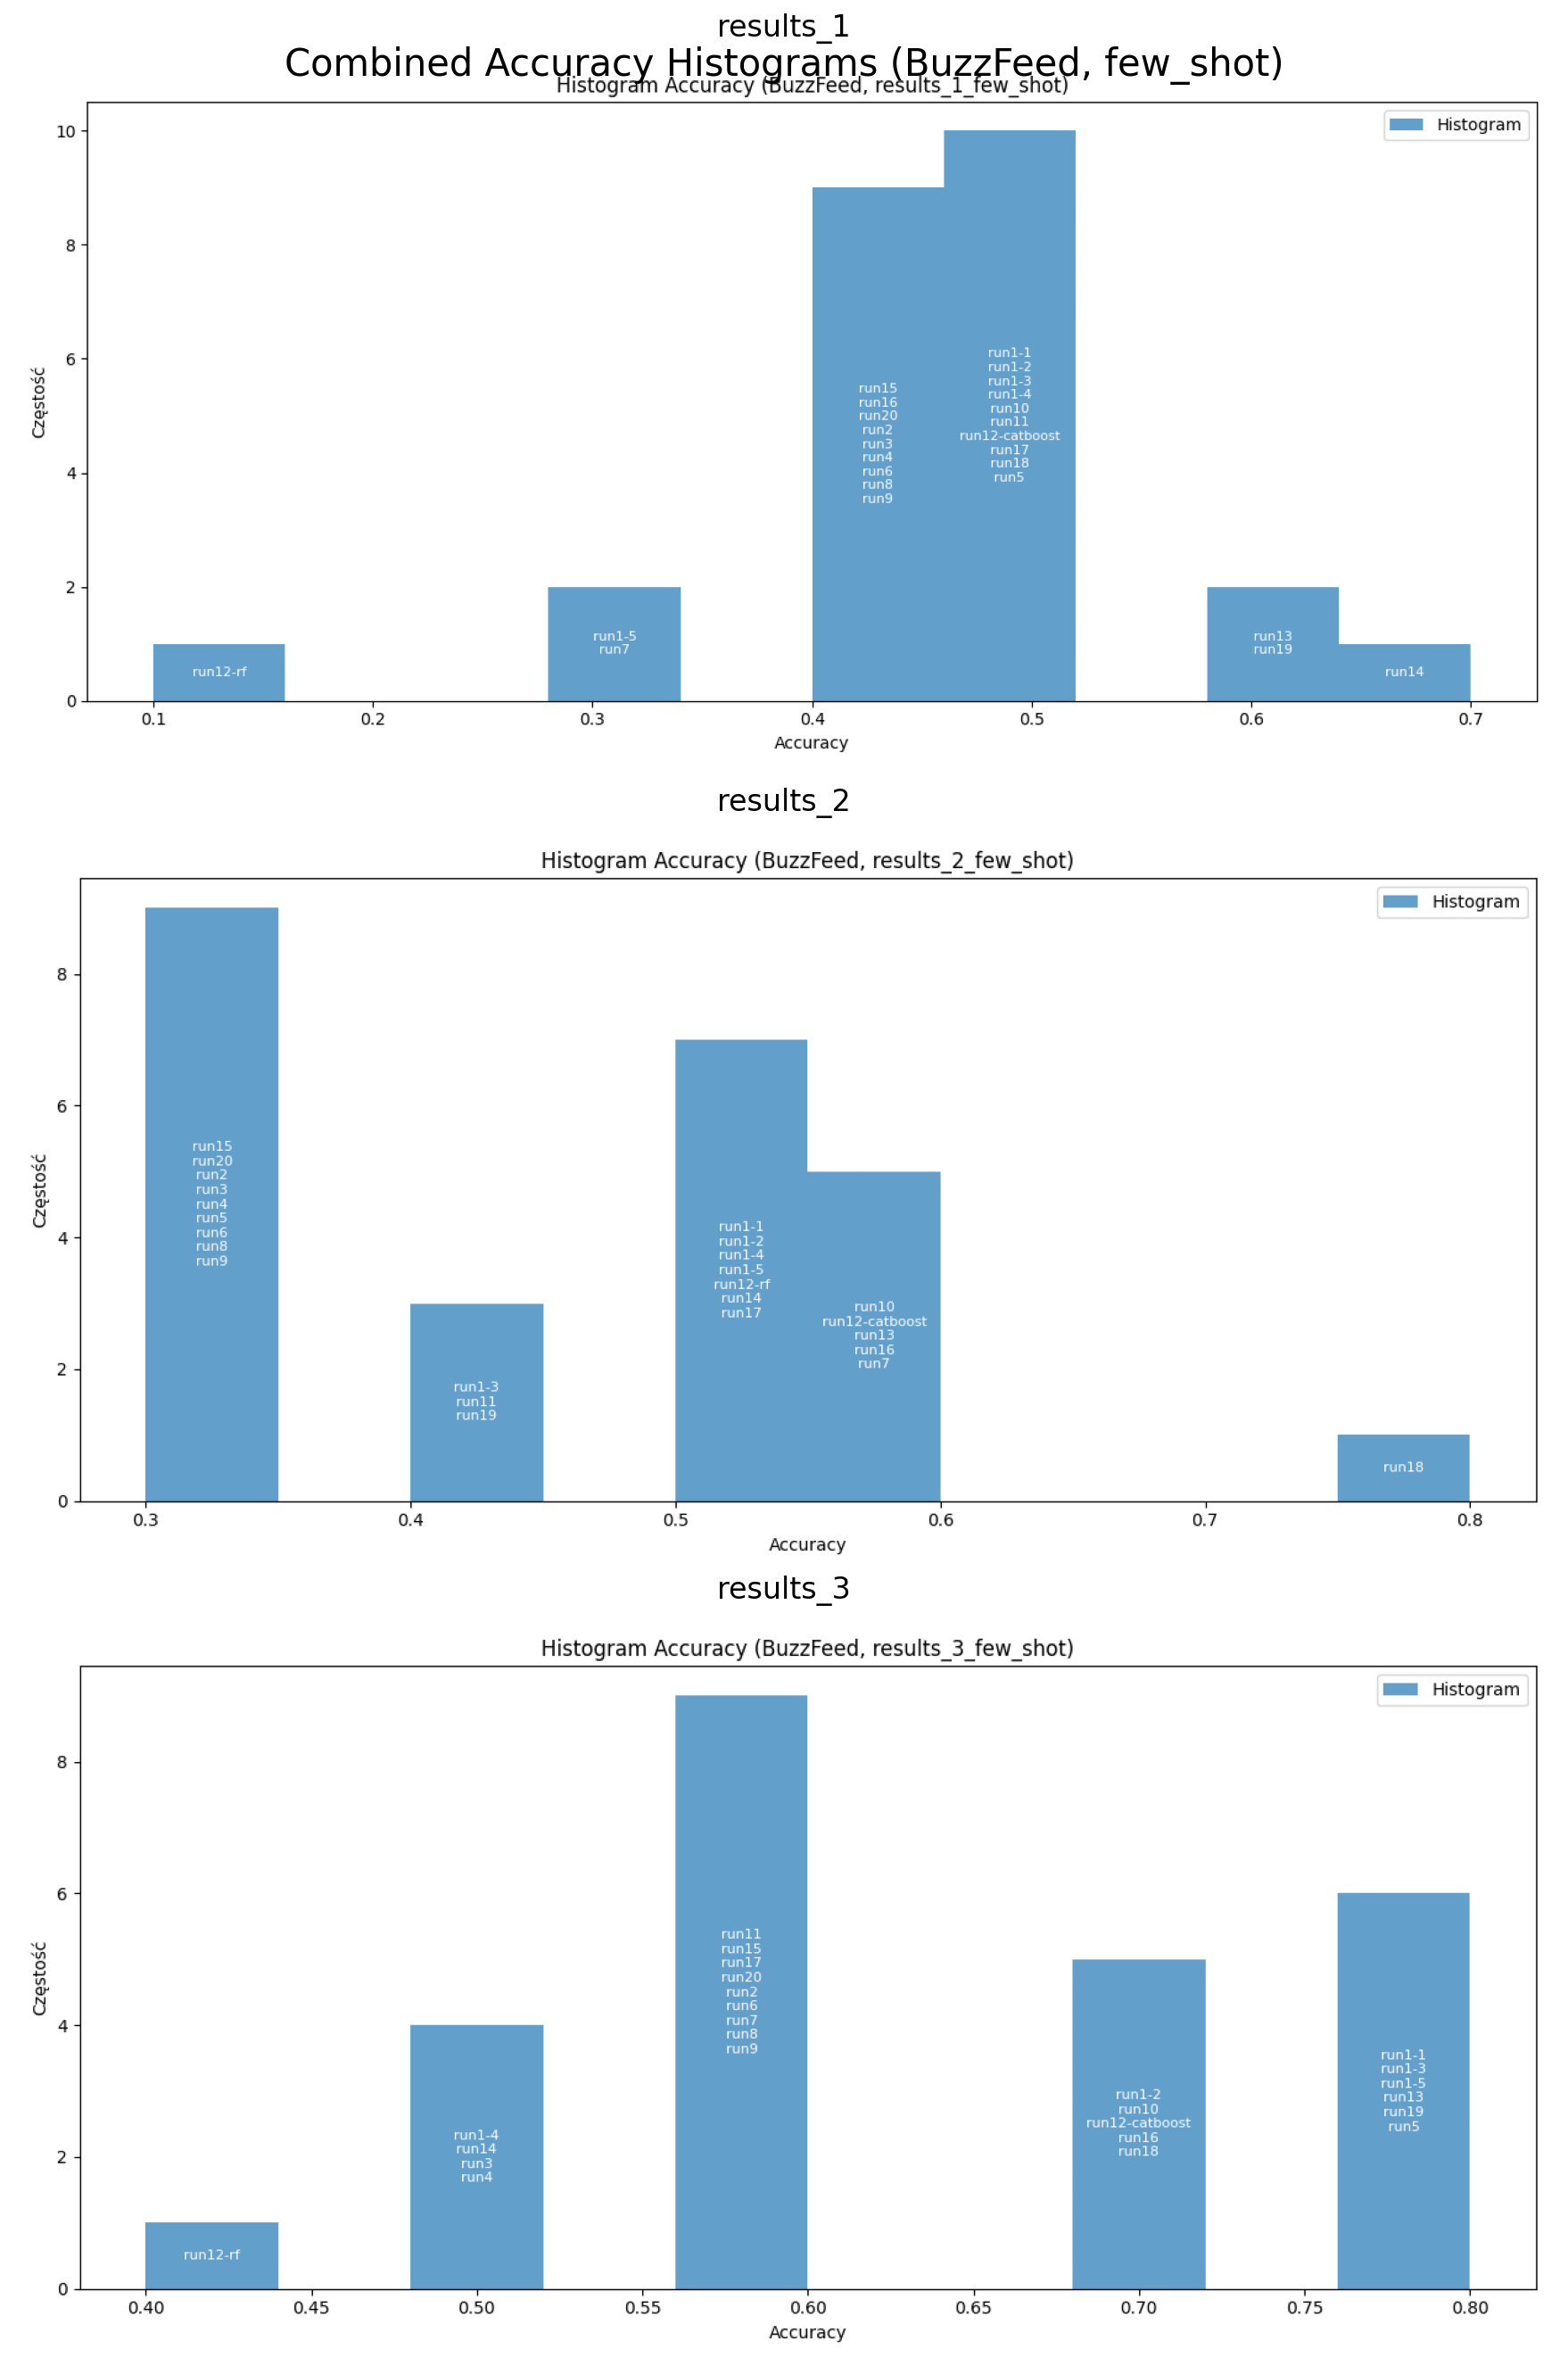 results_1
Combined Accuracy Histograms (BuzzFeed, few_shot)
Histogram Accuracy (BuzzFeed, results_1_few_shot)
Histogram
10
8
6
4
2
0
Częstość
run12-rf
run1-5
run7
run15
run16
run20
run2
run3
run4
run6
run8
run9
run1-1
run1-2
run1-3
run1-4
run10
run11
run12-catboost
run17
run18
run5
run13
run19
run14
0.1 0.2 0.3 0.4 0.5 0.6 0.7
Accuracy
results_2
Histogram Accuracy (BuzzFeed, results_2_few_shot)
Histogram
8
6
4
2
0
Częstość
run15
run20
run2
run3
run4
run5
run6
run8
run9
run1-3
run11
run19
run1-1
run1-2
run1-4
run1-5
run12-rf
run14
run17
run10
run12-catboost
run13
run16
run7
run18
0.3 0.4 0.5 0.6 0.7 0.8
Accuracy
results_3
Histogram Accuracy (BuzzFeed, results_3_few_shot)
Histogram
8
6
4
2
0
Częstość
run12-rf
run1-4
run14
run3
run4
run11
run15
run17
run20
run2
run6
run7
run8
run9
run1-2
run10
run12-catboost
run16
run18
run1-1
run1-3
run1-5
run13
run19
run5
0.40 0.45 0.50 0.55 0.60 0.65 0.70 0.75 0.80
Accuracy